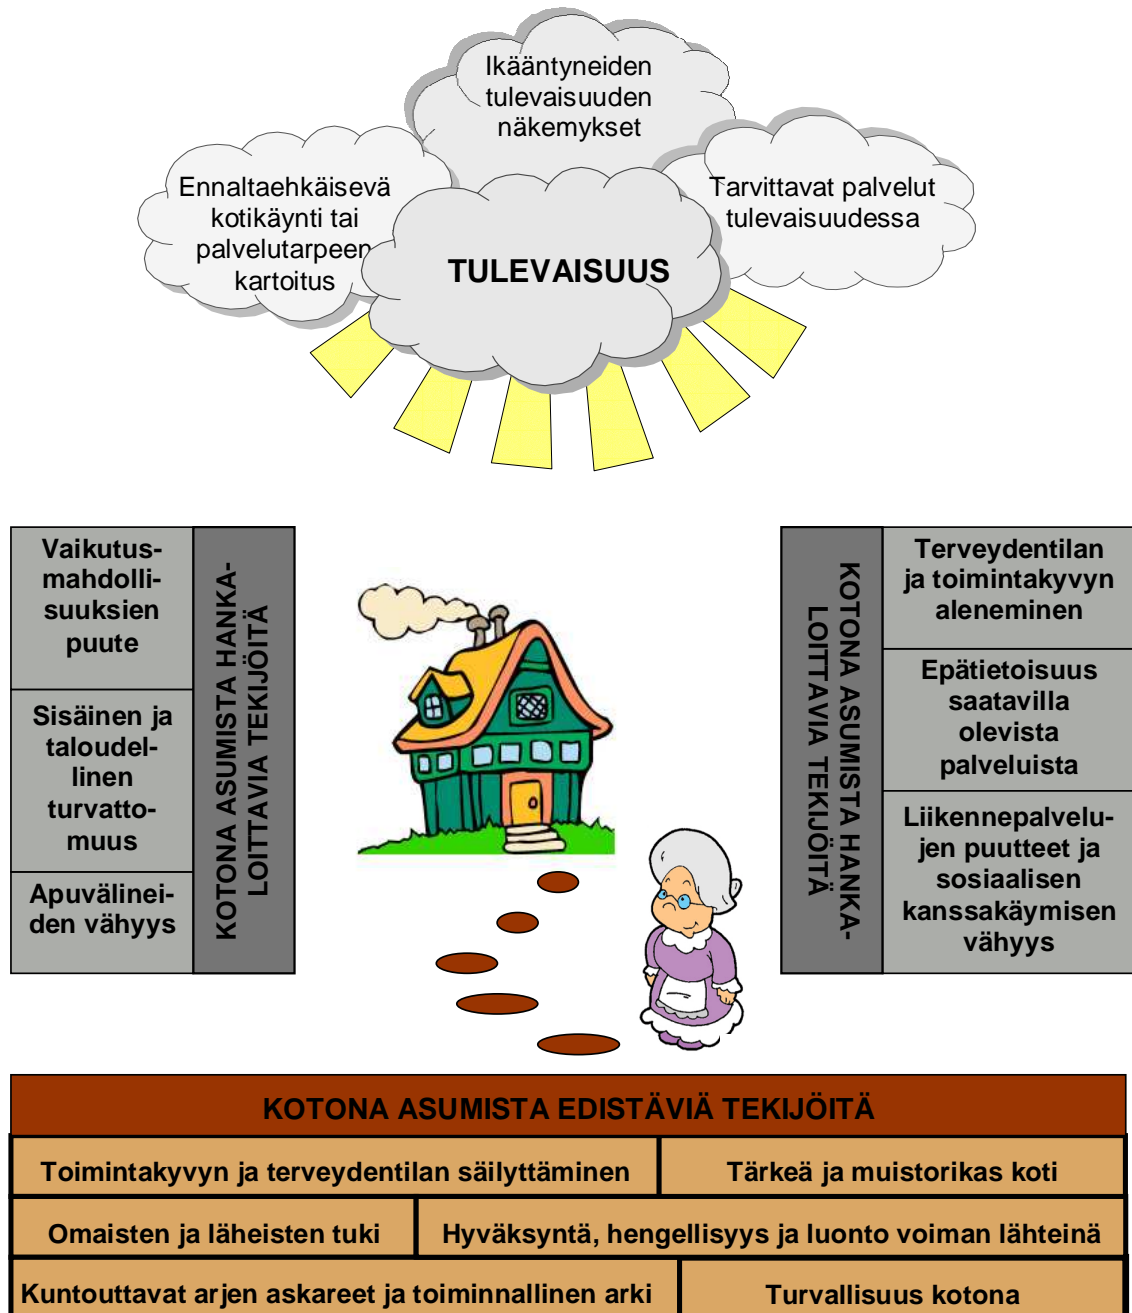 Ikääntyneiden
tulevaisuuden
näkemykset
Ennaltaehkäisevä
kotikäynti tai
palvelutarpeen
kartoitus
Tarvittavat palvelut
tulevaisuudessa
TULEVAISUUS
Vaikutus-
mahdolli-
suuksien
puute
Sisäinen ja
taloudel-
linen
turvatto-
muus
Apuvälinei-
den vähyys
KOTONA ASUMISTA HANKA-
LOITTAVIA TEKIJÖITÄ
KOTONA ASUMISTA HANKA-
LOITTAVIA TEKIJÖITÄ
Terveydentilan
ja toimintakyvyn
aleneminen
Epätietoisuus
saatavilla
olevista
palveluista
Liikennepalvelu-
jen puutteet ja
sosiaalisen
kanssakäymisen
vähyys
KOTONA ASUMISTA EDISTÄVIÄ TEKIJÖITÄ
Toimintakyvyn ja terveydentilan säilyttäminen
Tärkeä ja muistorikas koti
Omaisten ja läheisten tuki
Hyväksyntä, hengellisyys ja luonto voiman lähteinä
Kuntouttavat arjen askareet ja toiminnallinen arki
Turvallisuus kotona